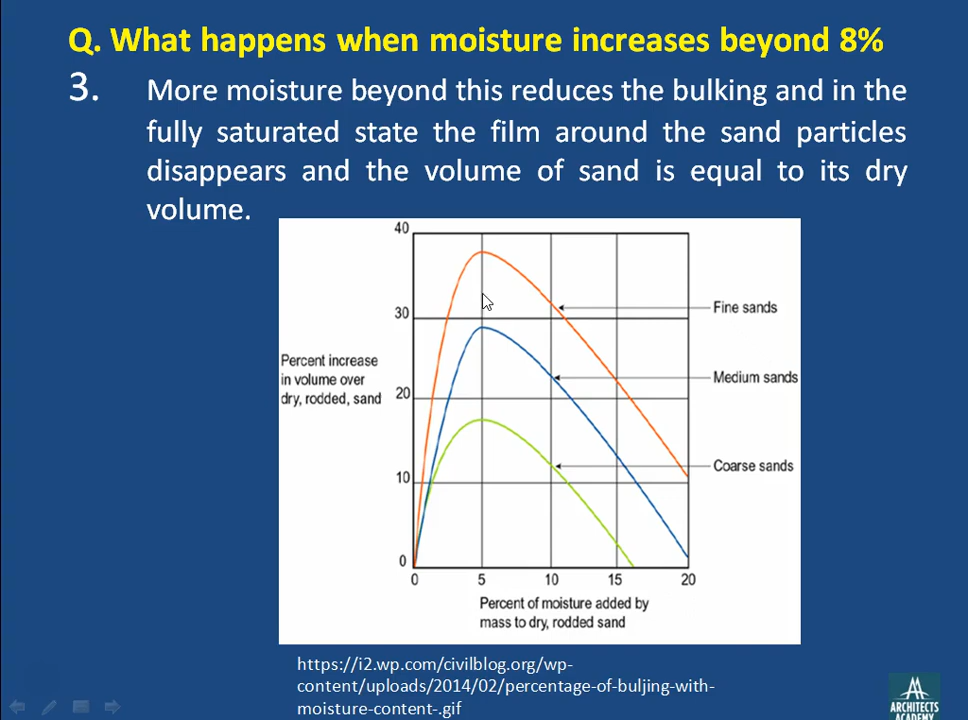 Q. What happens when moisture increases beyond 8%
3. More moisture beyond this reduces the bulking and in the
fully saturated state the film around the sand particles
disappears and the volume of sand is equal to its dry
volume.
40
30
20
10
0
Percent increase
in volume over
dry, rodded, sand
Fine sands
Medium sands
Coarse sands
0 5 10 15 20
Percent of moisture added by
mass to dry, rodded sand
https://i2.wp.com/civilblog.org/wp-
content/uploads/2014/02/percentage-of-buljing-with-
moisture-content-.gif
ARCHITECTS
ACADEMY